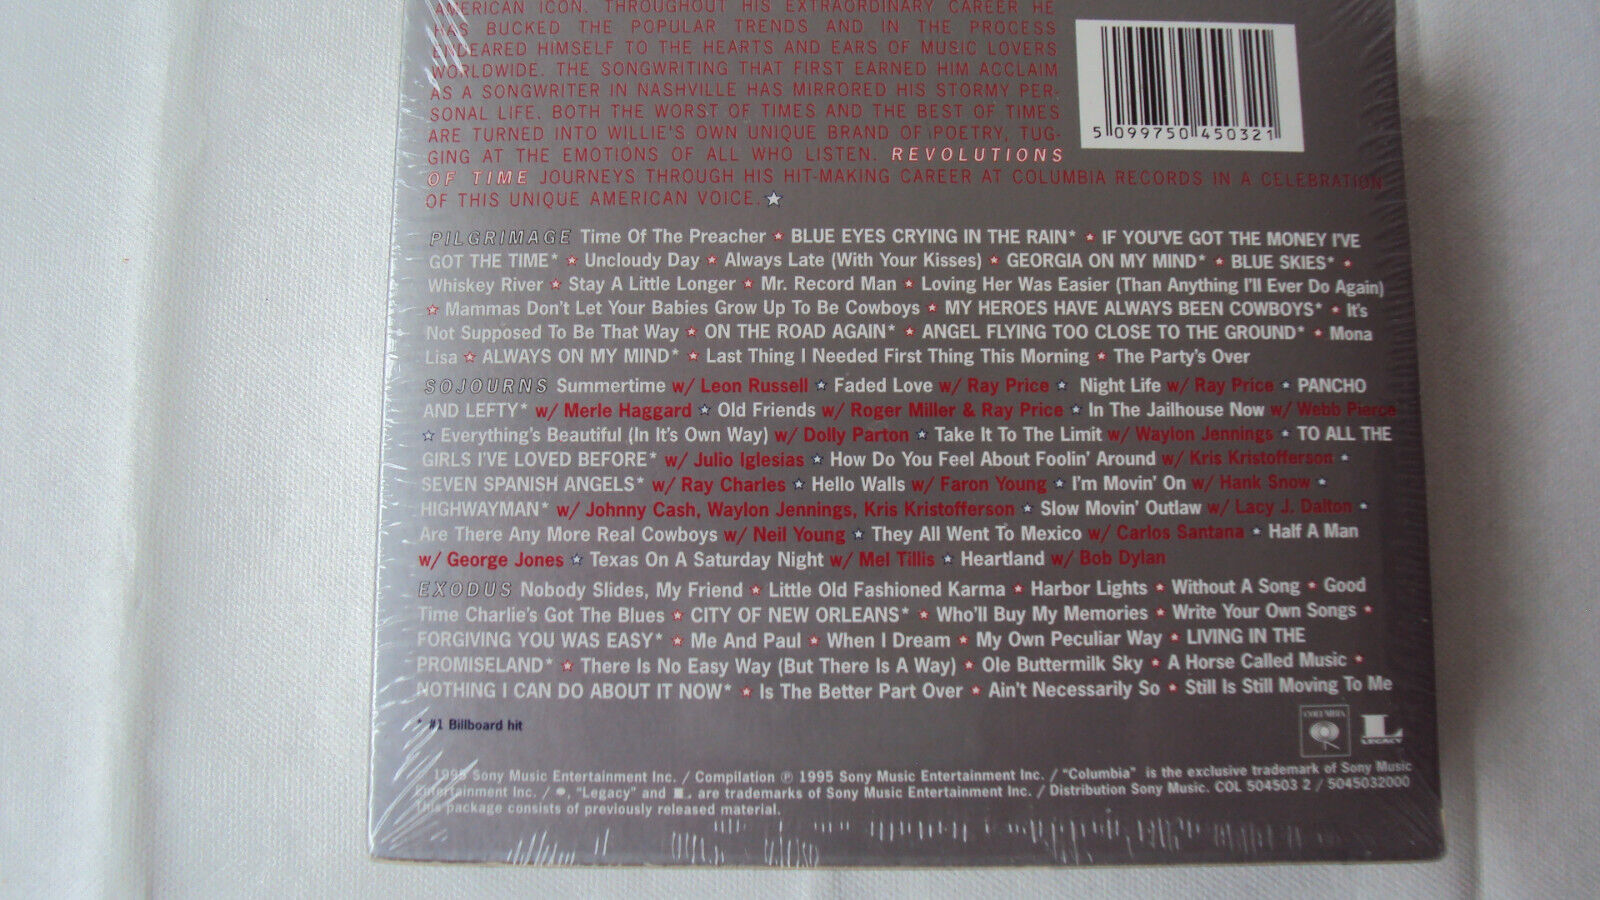 AMERICAN ICON. THROUGHOUT HIS EXTRAORDINARY CAREER HE
HAS BUCKED THE POPULAR TRENDS AND IN THE PROCESS
ENDEARED HIMSELF TO THE HEARTS AND EARS OF MUSIC LOVERS
WORLDWIDE. THE SONGWRITING THAT FIRST EARNED HIM ACCLAIM
AS A SONGWRITER IN NASHVILLE HAS MIRRORED HIS STORMY PER-
SONAL LIFE. BOTH THE WORST OF TIMES AND THE BEST OF TIMES
ARE TURNED INTO WILLIE'S OWN UNIQUE BRAND OF POETRY, TUG-
GING AT THE EMOTIONS OF ALL WHO LISTEN. REVOLUTIONS
OF TIME JOURNEYS THROUGH HIS HIT-MAKING CAREER AT COLUMBIA RECORDS IN A CELEBRATION
OF THIS UNIQUE AMERICAN VOICE. ★
5 099750 450321
PILGRIMAGE Time Of The Preacher ★ BLUE EYES CRYING IN THE RAIN* ★ IF YOU'VE GOT THE MONEY I'VE
GOT THE TIME* ★ Uncloudy Day ★ Always Late (With Your Kisses) ★ GEORGIA ON MY MIND* ★ BLUE SKIES* ★
Whiskey River ★ Stay A Little Longer ★ Mr. Record Man ★ Loving Her Was Easier (Than Anything I'll Ever Do Again)
★ Mammas Don't Let Your Babies Grow Up To Be Cowboys ★ MY HEROES HAVE ALWAYS BEEN COWBOYS* ★ It's
Not Supposed To Be That Way ★ ON THE ROAD AGAIN* ★ ANGEL FLYING TOO CLOSE TO THE GROUND* ★ Mona
Lisa ★ ALWAYS ON MY MIND* ★ Last Thing I Needed First Thing This Morning ★ The Party's Over
SOJOURNS Summertime w/ Leon Russell ★ Faded Love w/ Ray Price ★ Night Life w/ Ray Price ★ PANCHO
AND LEFTY* w/ Merle Haggard ★ Old Friends w/ Roger Miller & Ray Price ★ In The Jailhouse Now w/ Webb Pierce
★ Everything's Beautiful (In It's Own Way) w/ Dolly Parton ★ Take It To The Limit w/ Waylon Jennings ★ TO ALL THE
GIRLS I'VE LOVED BEFORE* w/ Julio Iglesias ★ How Do You Feel About Foolin' Around w/ Kris Kristofferson ★
SEVEN SPANISH ANGELS* w/ Ray Charles ★ Hello Walls w/ Faron Young ★ I'm Movin' On w/ Hank Snow ★
HIGHWAYMAN* w/ Johnny Cash, Waylon Jennings, Kris Kristofferson ★ Slow Movin' Outlaw w/ Lacy J. Dalton ★
Are There Any More Real Cowboys w/ Neil Young ★ They All Went To Mexico w/ Carlos Santana ★ Half A Man
w/ George Jones ★ Texas On A Saturday Night w/ Mel Tillis ★ Heartland w/ Bob Dylan
EXODUS Nobody Slides, My Friend ★ Little Old Fashioned Karma ★ Harbor Lights ★ Without A Song ★ Good
Time Charlie's Got The Blues ★ CITY OF NEW ORLEANS* ★ Who'll Buy My Memories ★ Write Your Own Songs ★
FORGIVING YOU WAS EASY* ★ Me And Paul ★ When I Dream ★ My Own Peculiar Way ★ LIVING IN THE
PROMISELAND* ★ There Is No Easy Way (But There Is A Way) ★ Ole Buttermilk Sky ★ A Horse Called Music ★
NOTHING I CAN DO ABOUT IT NOW* ★ Is The Better Part Over ★ Ain't Necessarily So ★ Still Is Still Moving To Me
* #1 Billboard hit
COLUMBIA
L LEGACY
© 1995 Sony Music Entertainment Inc. / Compilation ℗ 1995 Sony Music Entertainment Inc. / "Columbia" is the exclusive trademark of Sony Music
Entertainment Inc. / , "Legacy" and , are trademarks of Sony Music Entertainment Inc. / Distribution Sony Music. COL 504503 2 / 5045032000
This package consists of previously released material.